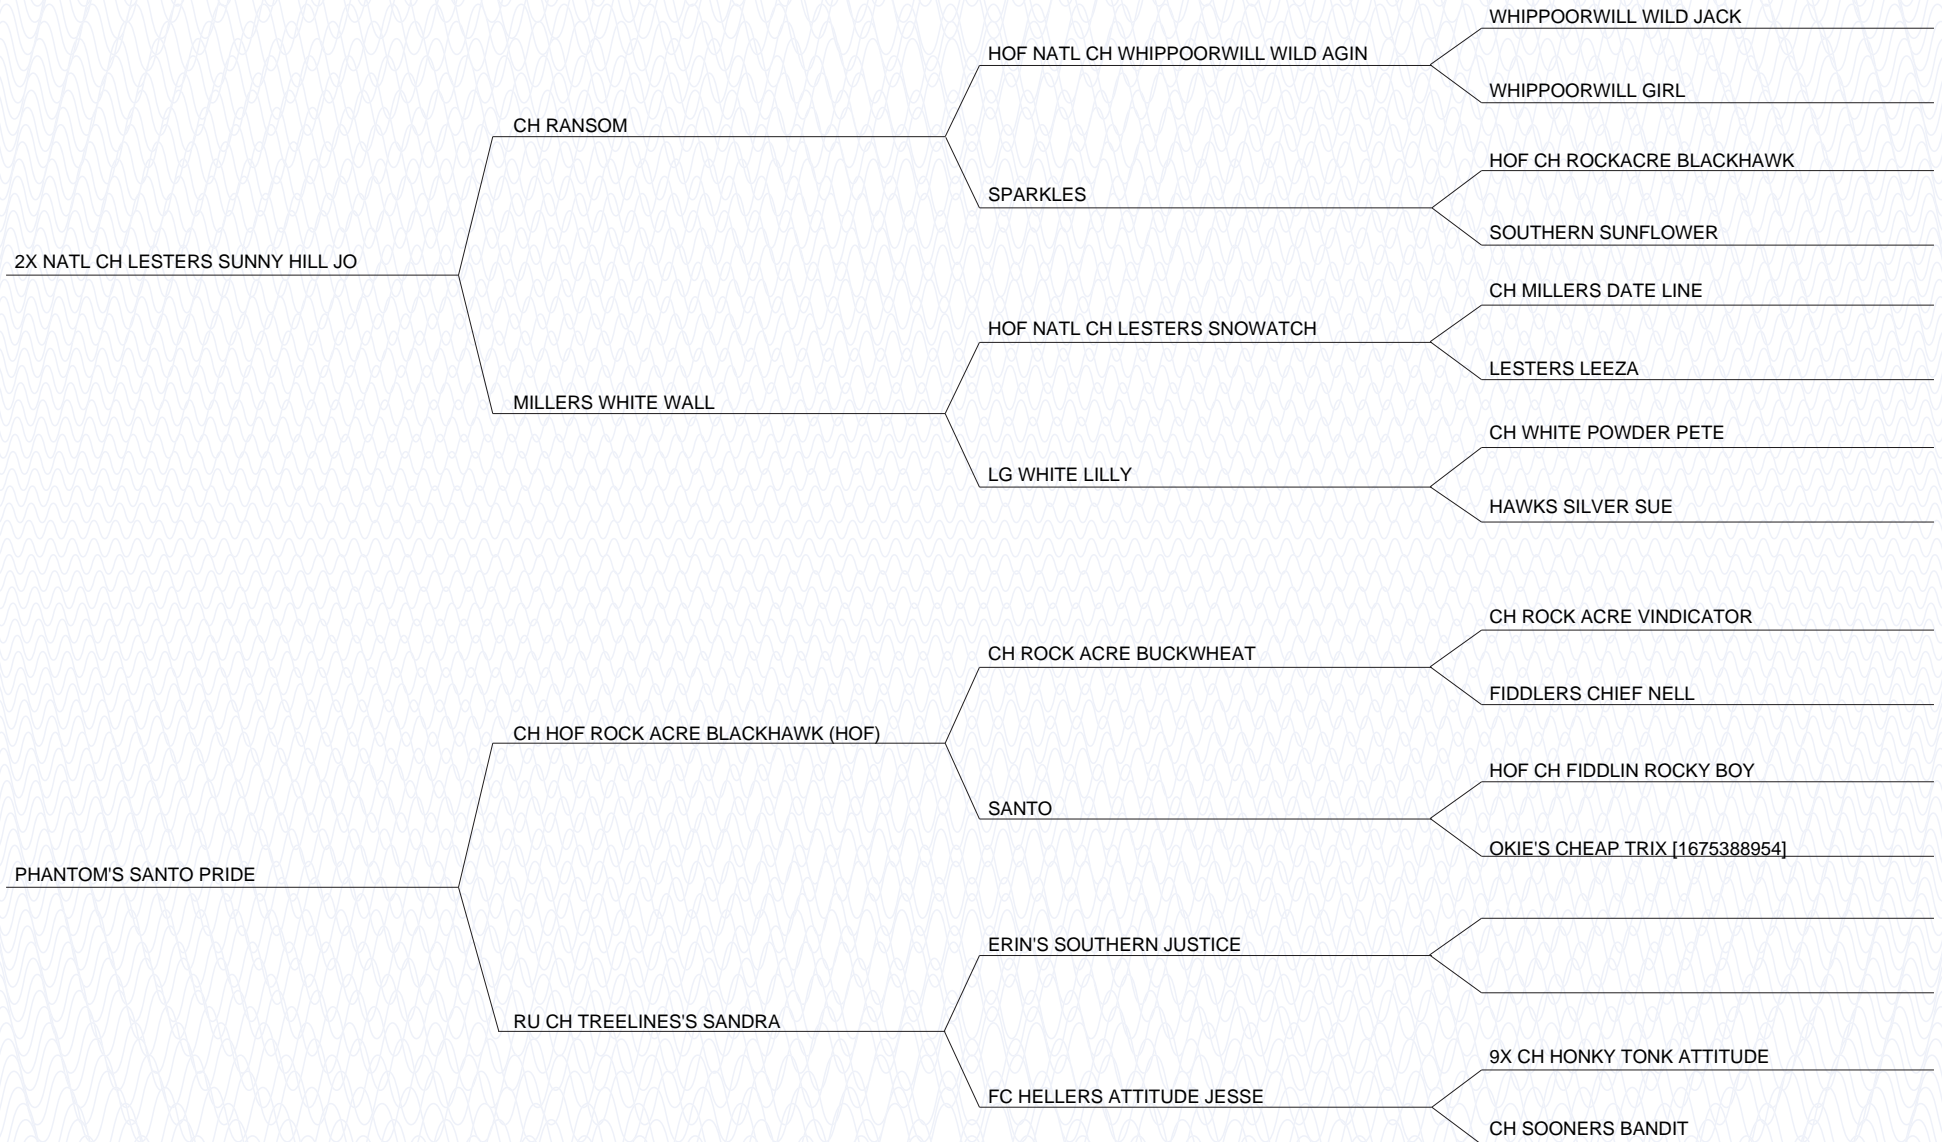 WHIPPOORWILL WILD JACK
HOF NATL CH WHIPPOORWILL WILD AGIN
WHIPPOORWILL GIRL
CH RANSOM
HOF CH ROCKACRE BLACKHAWK
SPARKLES
SOUTHERN SUNFLOWER
2X NATL CH LESTERS SUNNY HILL JO
CH MILLERS DATE LINE
HOF NATL CH LESTERS SNOWATCH
LESTERS LEEZA
MILLERS WHITE WALL
CH WHITE POWDER PETE
LG WHITE LILLY
HAWKS SILVER SUE
CH ROCK ACRE VINDICATOR
CH ROCK ACRE BUCKWHEAT
FIDDLERS CHIEF NELL
CH HOF ROCK ACRE BLACKHAWK (HOF)
HOF CH FIDDLIN ROCKY BOY
SANTO
OKIE'S CHEAP TRIX [1675388954]
PHANTOM'S SANTO PRIDE
ERIN'S SOUTHERN JUSTICE
RU CH TREELINES'S SANDRA
9X CH HONKY TONK ATTITUDE
FC HELLERS ATTITUDE JESSE
CH SOONERS BANDIT